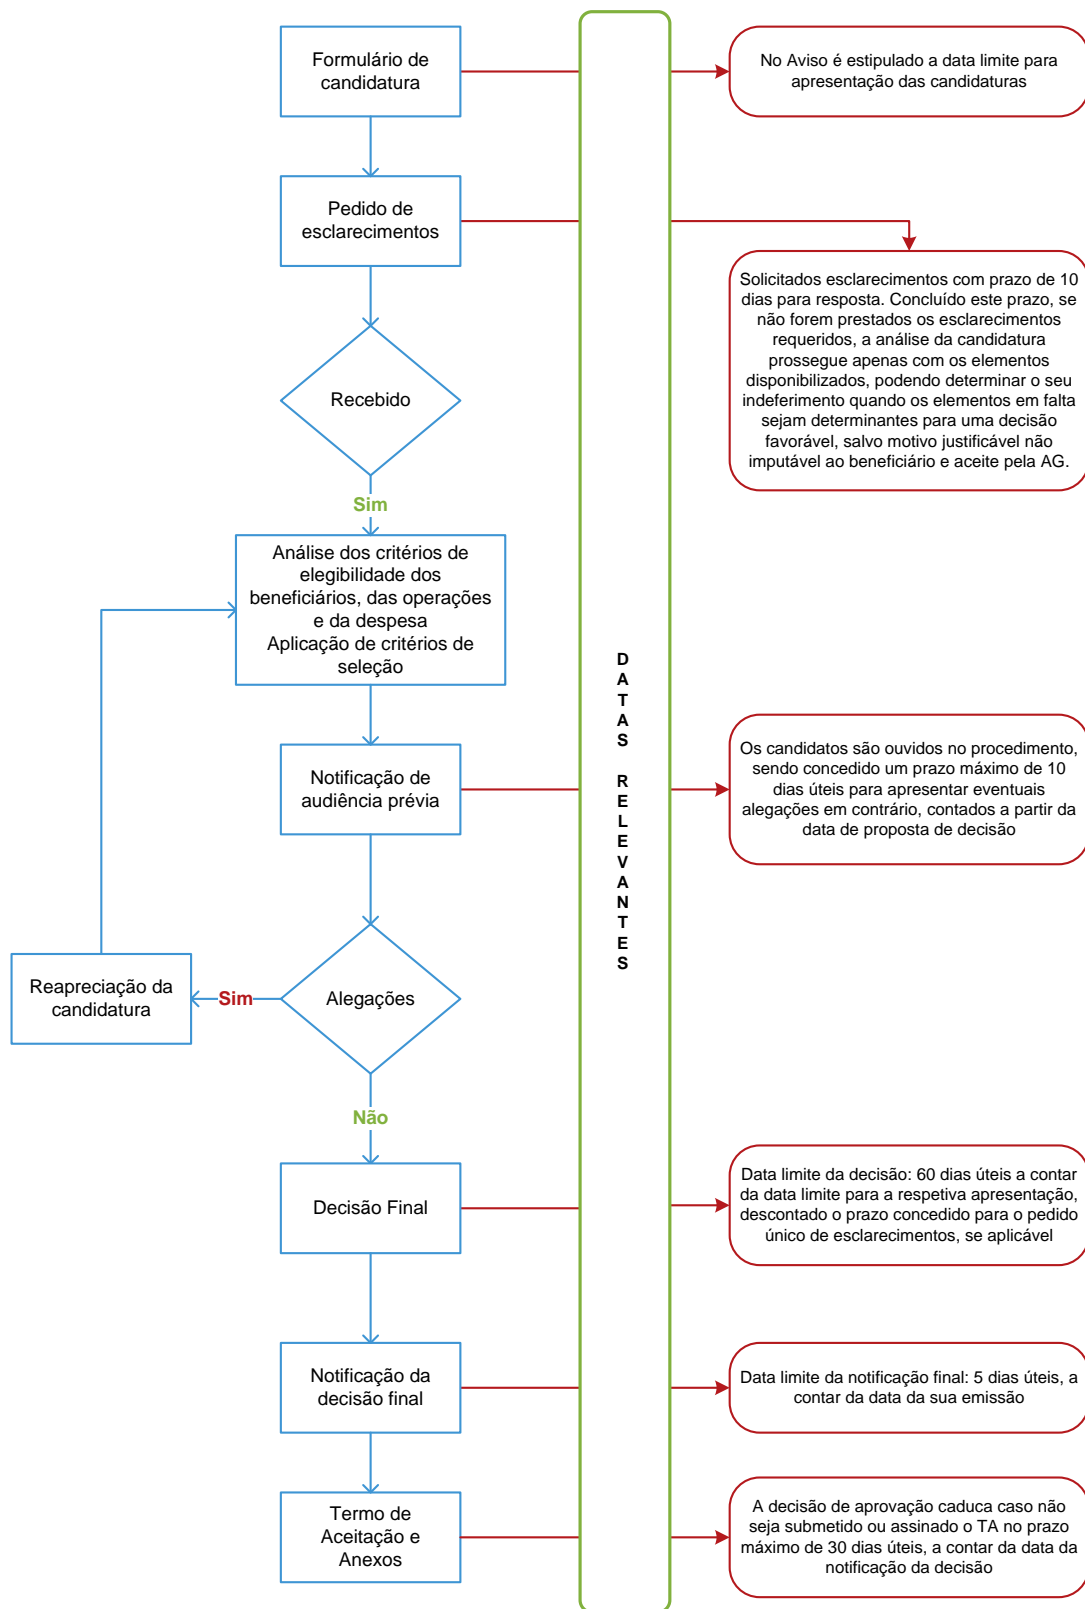 Formulário de
candidatura
No Aviso é estipulado a data limite para
apresentação das candidaturas
Pedido de
esclarecimentos
Solicitados esclarecimentos com prazo de 10
dias para resposta. Concluído este prazo, se
não forem prestados os esclarecimentos
requeridos, a análise da candidatura
prossegue apenas com os elementos
disponibilizados, podendo determinar o seu
indeferimento quando os elementos em falta
sejam determinantes para uma decisão
favorável, salvo motivo justificável não
imputável ao beneficiário e aceite pela AG.
Recebido
Sim
Análise dos critérios de
elegibilidade dos
beneficiários, das operações
e da despesa
Aplicação de critérios de
seleção
DATAS RELEVANTES
Notificação de
audiência prévia
Os candidatos são ouvidos no procedimento,
sendo concedido um prazo máximo de 10
dias úteis para apresentar eventuais
alegações em contrário, contados a partir da
data de proposta de decisão
Reapreciação da
candidatura
Sim
Alegações
Não
Decisão Final
Data limite da decisão: 60 dias úteis a contar
da data limite para a respetiva apresentação,
descontado o prazo concedido para o pedido
único de esclarecimentos, se aplicável
Notificação da
decisão final
Data limite da notificação final: 5 dias úteis, a
contar da data da sua emissão
Termo de
Aceitação e
Anexos
A decisão de aprovação caduca caso não
seja submetido ou assinado o TA no prazo
máximo de 30 dias úteis, a contar da data da
notificação da decisão